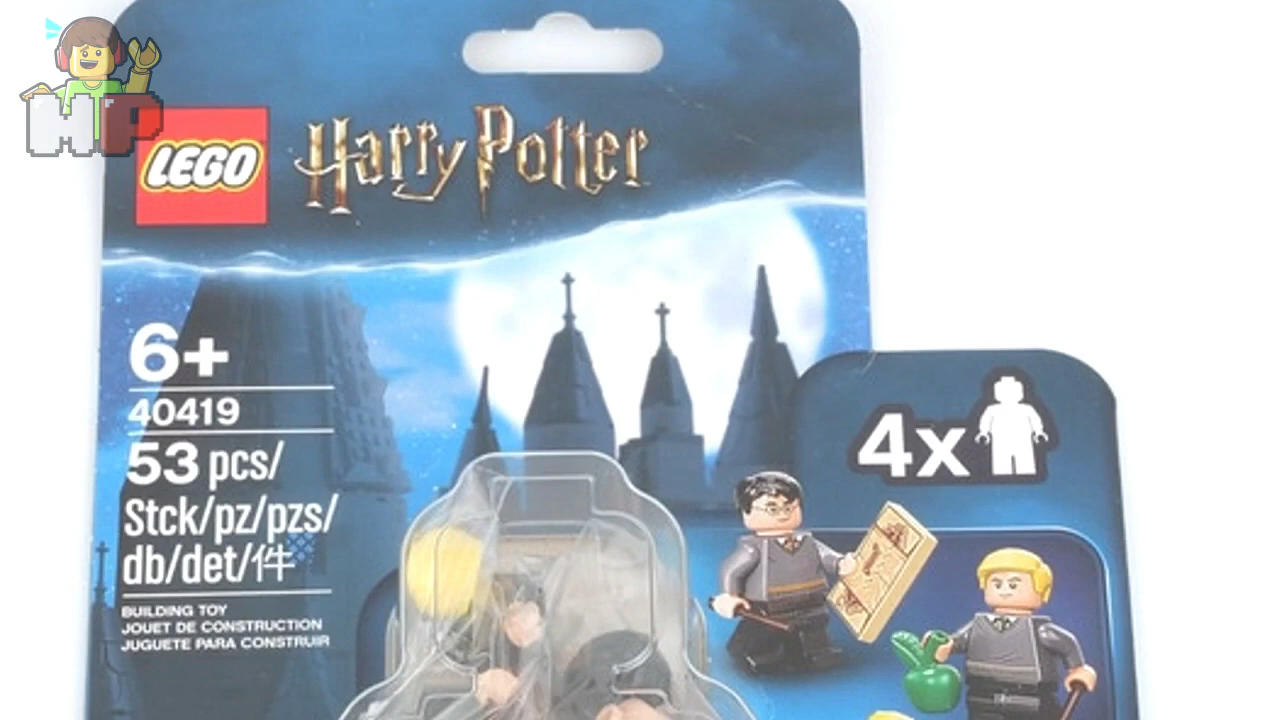 HP
LEGO
Harry Potter
6+
40419
53 pcs/
Stck/pz/pzs/
db/det/件
BUILDING TOY
JOUET DE CONSTRUCTION
JUGUETE PARA CONSTRUIR
4x